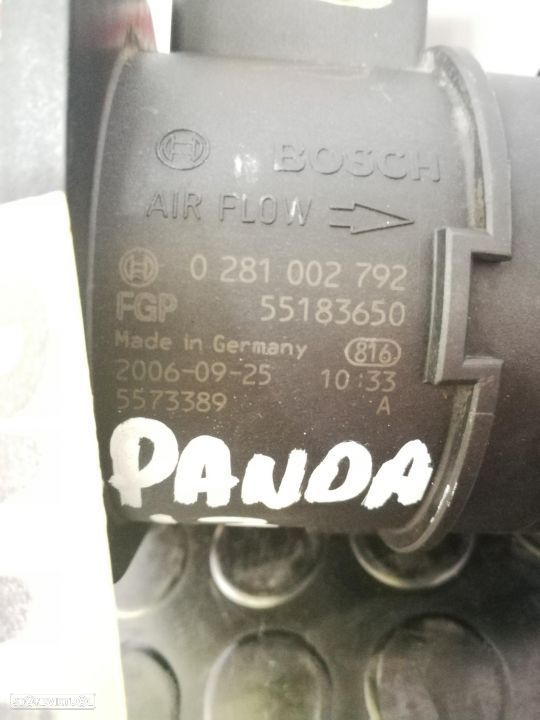 BOSCH
AIR FLOW
0 281 002 792
FGP 55183650
Made in Germany 816
2006-09-25 10:33
5573389 A
PANDA